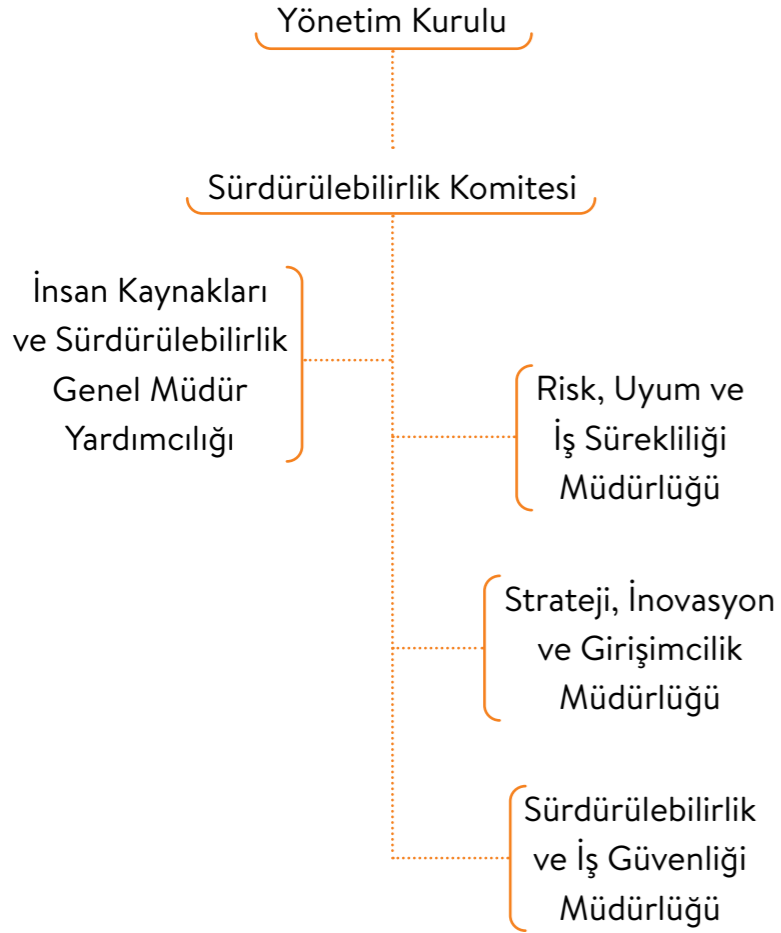 Yönetim Kurulu
Sürdürülebilirlik Komitesi
İnsan Kaynakları
ve Sürdürülebilirlik
Genel Müdür
Yardımcılığı
Risk, Uyum ve
İş Sürekliliği
Müdürlüğü
Strateji, İnovasyon
ve Girişimcilik
Müdürlüğü
Sürdürülebilirlik
ve İş Güvenliği
Müdürlüğü